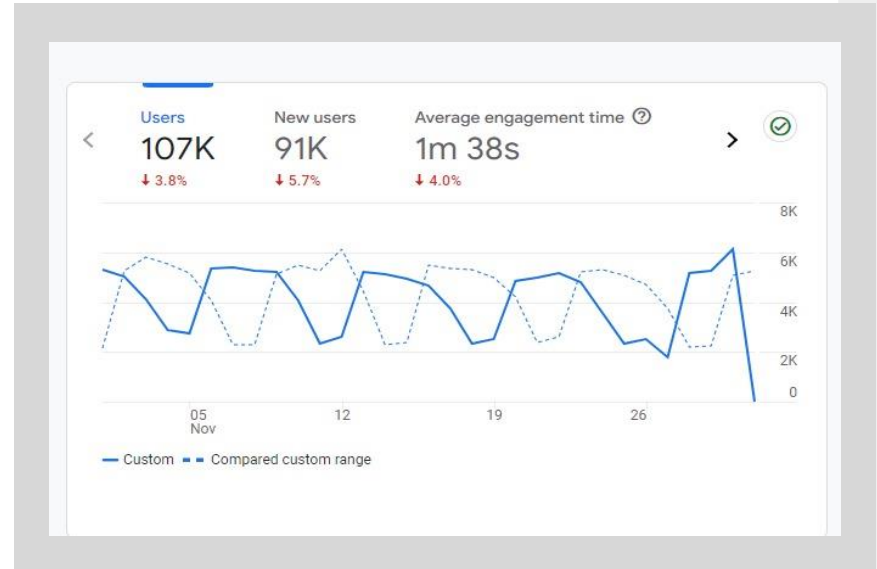 Users New users Average engagement time
107K 91K 1m 38s
↓ 3.8% ↓ 5.7% ↓ 4.0%
8K
6K
4K
2K
0
05 12 19 26
Nov
Custom Compared custom range